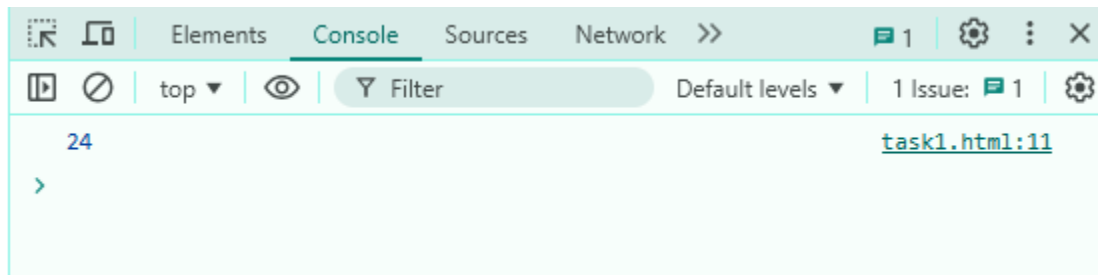 Elements Console Sources Network 1
top Filter Default levels 1 Issue: 1
24 task1.html:11